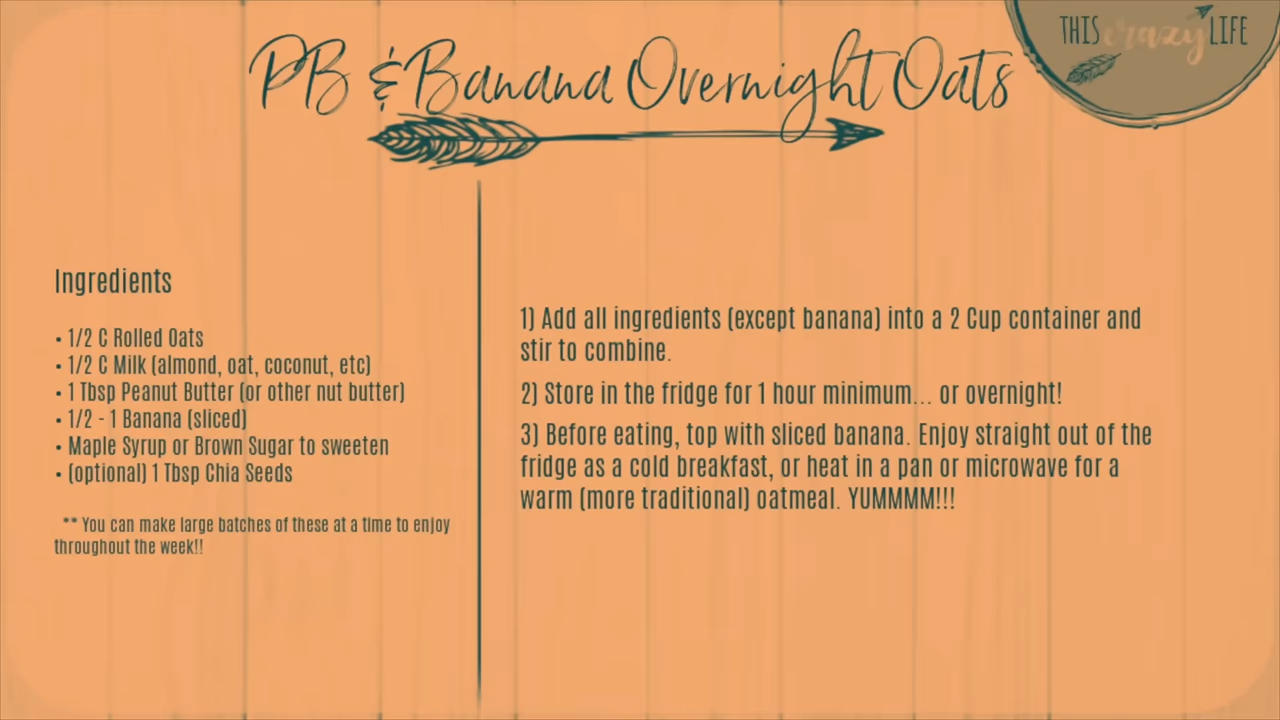 PB & Banana Overnight Oats
THIS crazy LIFE
Ingredients
• 1/2 C Rolled Oats
• 1/2 C Milk (almond, oat, coconut, etc)
• 1 Tbsp Peanut Butter (or other nut butter)
• 1/2 - 1 Banana (sliced)
• Maple Syrup or Brown Sugar to sweeten
• (optional) 1 Tbsp Chia Seeds
** You can make large batches of these at a time to enjoy
throughout the week!!
1) Add all ingredients (except banana) into a 2 Cup container and
stir to combine.
2) Store in the fridge for 1 hour minimum... or overnight!
3) Before eating, top with sliced banana. Enjoy straight out of the
fridge as a cold breakfast, or heat in a pan or microwave for a
warm (more traditional) oatmeal. YUMMMM!!!